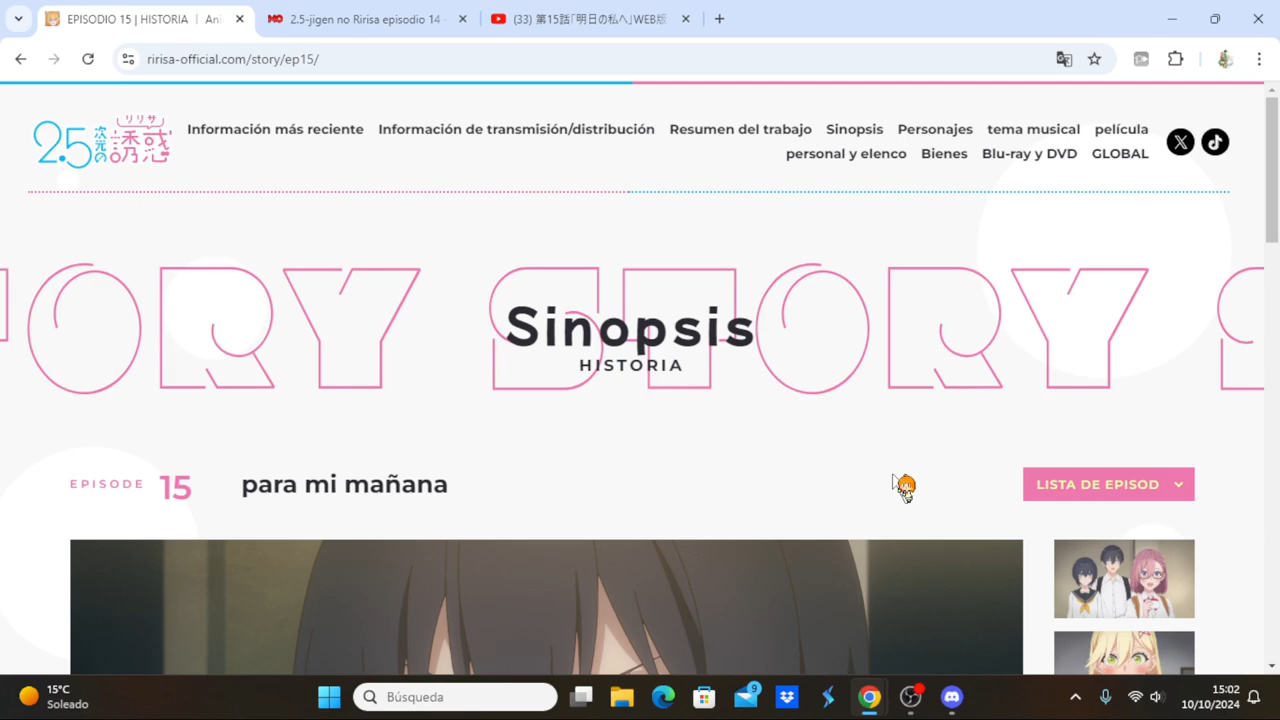 EPISODIO 15 | HISTORIA | Ani
2.5-jigen no Ririsa episodio 14
(33) 第15話「明日の私へ」WEB版
ririsa-official.com/story/ep15/
リリサ
2.5次元の誘惑
Información más reciente Información de transmisión/distribución Resumen del trabajo Sinopsis Personajes tema musical película
personal y elenco Bienes Blu-ray y DVD GLOBAL
TORY STORY S
Sinopsis
HISTORIA
EPISODE 15 para mi mañana
LISTA DE EPISOD
15°C
Soleado
Búsqueda
9
15:02
10/10/2024